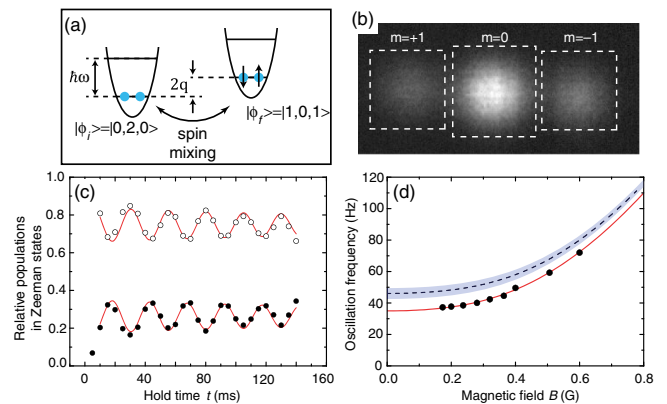 (a)
ħω
2q
|ϕi>=|0,2,0>
|ϕf>=|1,0,1>
spin
mixing
(b)
m=+1
m=0
m=−1
(c)
Relative populations
in Zeeman states
1.0
0.8
0.6
0.4
0.2
0.0
0
40
80
120
160
Hold time t (ms)
(d)
Oscillation frequency (Hz)
120
100
80
60
40
20
0
0.0
0.2
0.4
0.6
0.8
Magnetic field B (G)